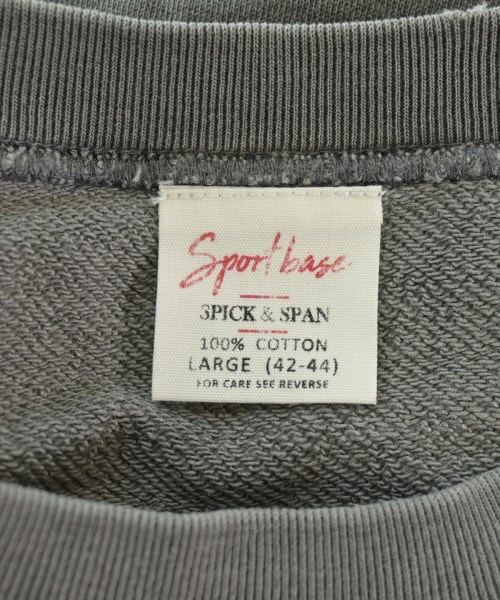 Sport base
SPICK & SPAN
100% COTTON
LARGE (42-44)
FOR CARE SEE REVERSE